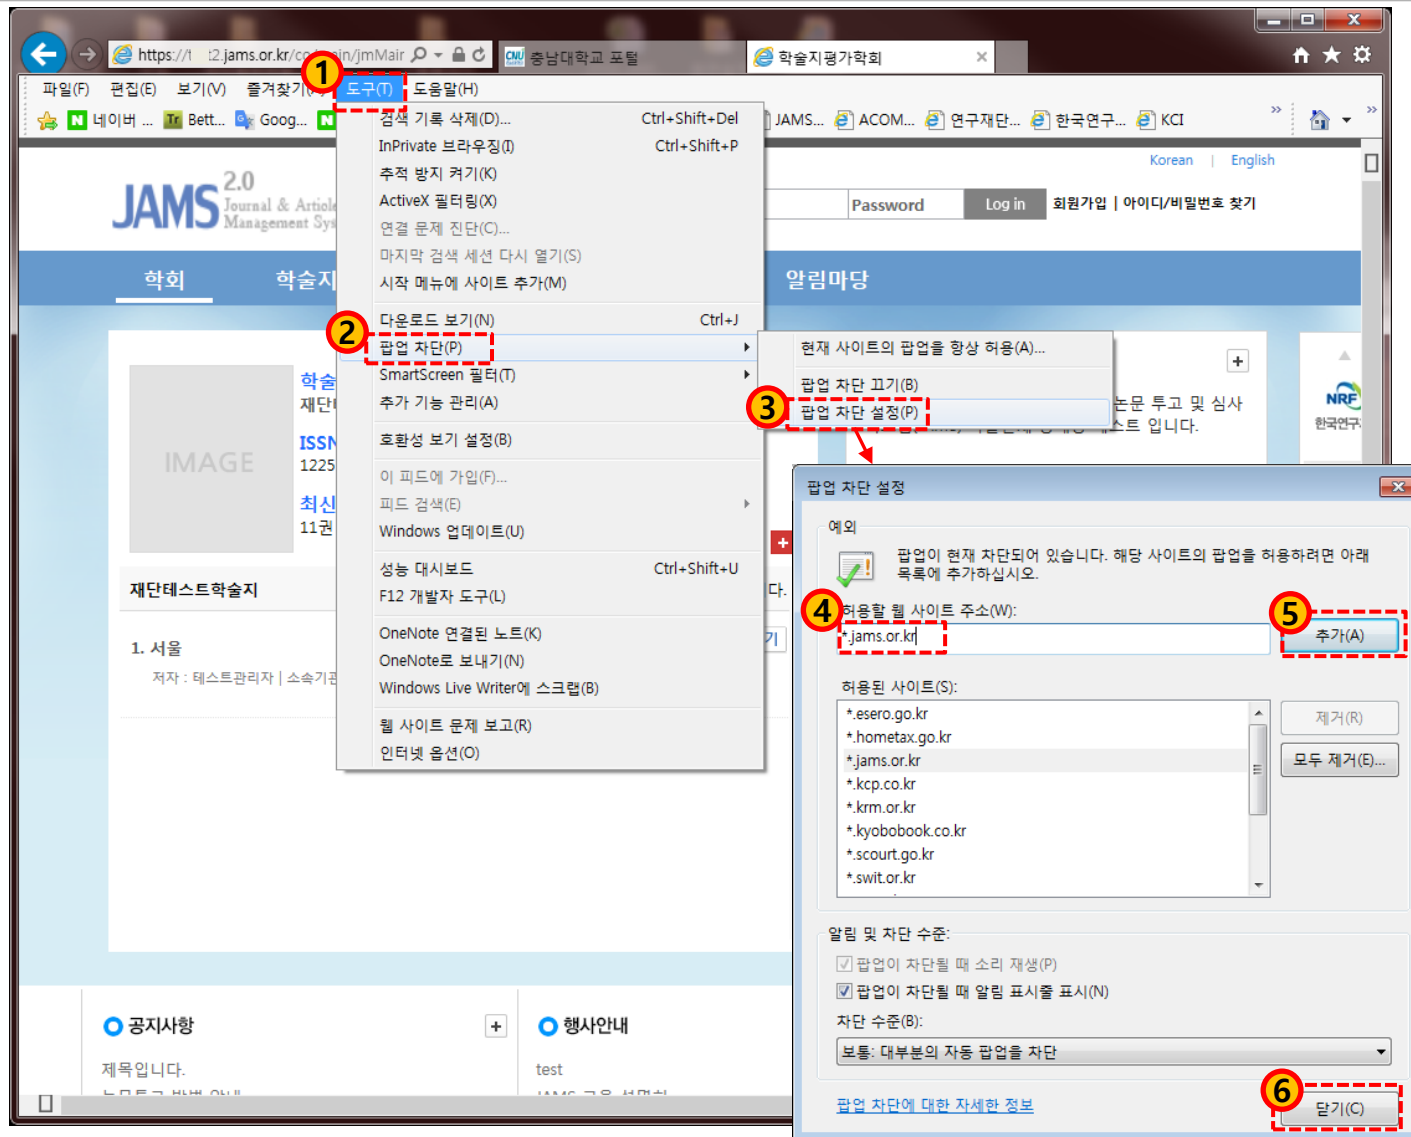 https://t t2.jams.or.kr/co
in/jmMair
충남대학교 포털
학술지평가학회
파일(F) 편집(E) 보기(V) 즐겨찾기(A) 도구(T) 도움말(H)
1
네이버 ... Bett... Goog... JAMS... ACOM... 연구재단... 한국연구... KCI
검색 기록 삭제(D)... Ctrl+Shift+Del
InPrivate 브라우징(I) Ctrl+Shift+P
추적 방지 켜기(K)
ActiveX 필터링(X)
연결 문제 진단(C)...
마지막 검색 세션 다시 열기(S)
시작 메뉴에 사이트 추가(M)
다운로드 보기(N) Ctrl+J
2
팝업 차단(P)
SmartScreen 필터(T)
추가 기능 관리(A)
호환성 보기 설정(B)
이 피드에 가입(F)...
피드 검색(E)
Windows 업데이트(U)
성능 대시보드 Ctrl+Shift+U
F12 개발자 도구(L)
OneNote 연결된 노트(K)
OneNote로 보내기(N)
Windows Live Writer에 스크랩(B)
웹 사이트 문제 보고(R)
인터넷 옵션(O)
Korean | English
JAMS 2.0
Journal & Article
Management Sys
Password Log in 회원가입 | 아이디/비밀번호 찾기
학회 학술지 알림마당
현재 사이트의 팝업을 항상 허용(A)...
팝업 차단 끄기(B)
3
팝업 차단 설정(P)
논문 투고 및 심사
스트 입니다.
NRF
한국연구
IMAGE
학술
재단
ISSN
1225
최신
11권
재단테스트학술지
다.
1. 서울
기
저자 : 테스트관리자 | 소속기관
공지사항
제목입니다.
행사안내
test
팝업 차단 설정
예외
팝업이 현재 차단되어 있습니다. 해당 사이트의 팝업을 허용하려면 아래
목록에 추가하십시오.
4
허용할 웹 사이트 주소(W):
*.jams.or.kr
5
추가(A)
허용된 사이트(S):
*.esero.go.kr
*.hometax.go.kr
*.jams.or.kr
*.kcp.co.kr
*.krm.or.kr
*.kyobobook.co.kr
*.scourt.go.kr
*.swit.or.kr
제거(R)
모두 제거(E)...
알림 및 차단 수준:
팝업이 차단될 때 소리 재생(P)
팝업이 차단될 때 알림 표시줄 표시(N)
차단 수준(B):
보통: 대부분의 자동 팝업을 차단
팝업 차단에 대한 자세한 정보
6
닫기(C)